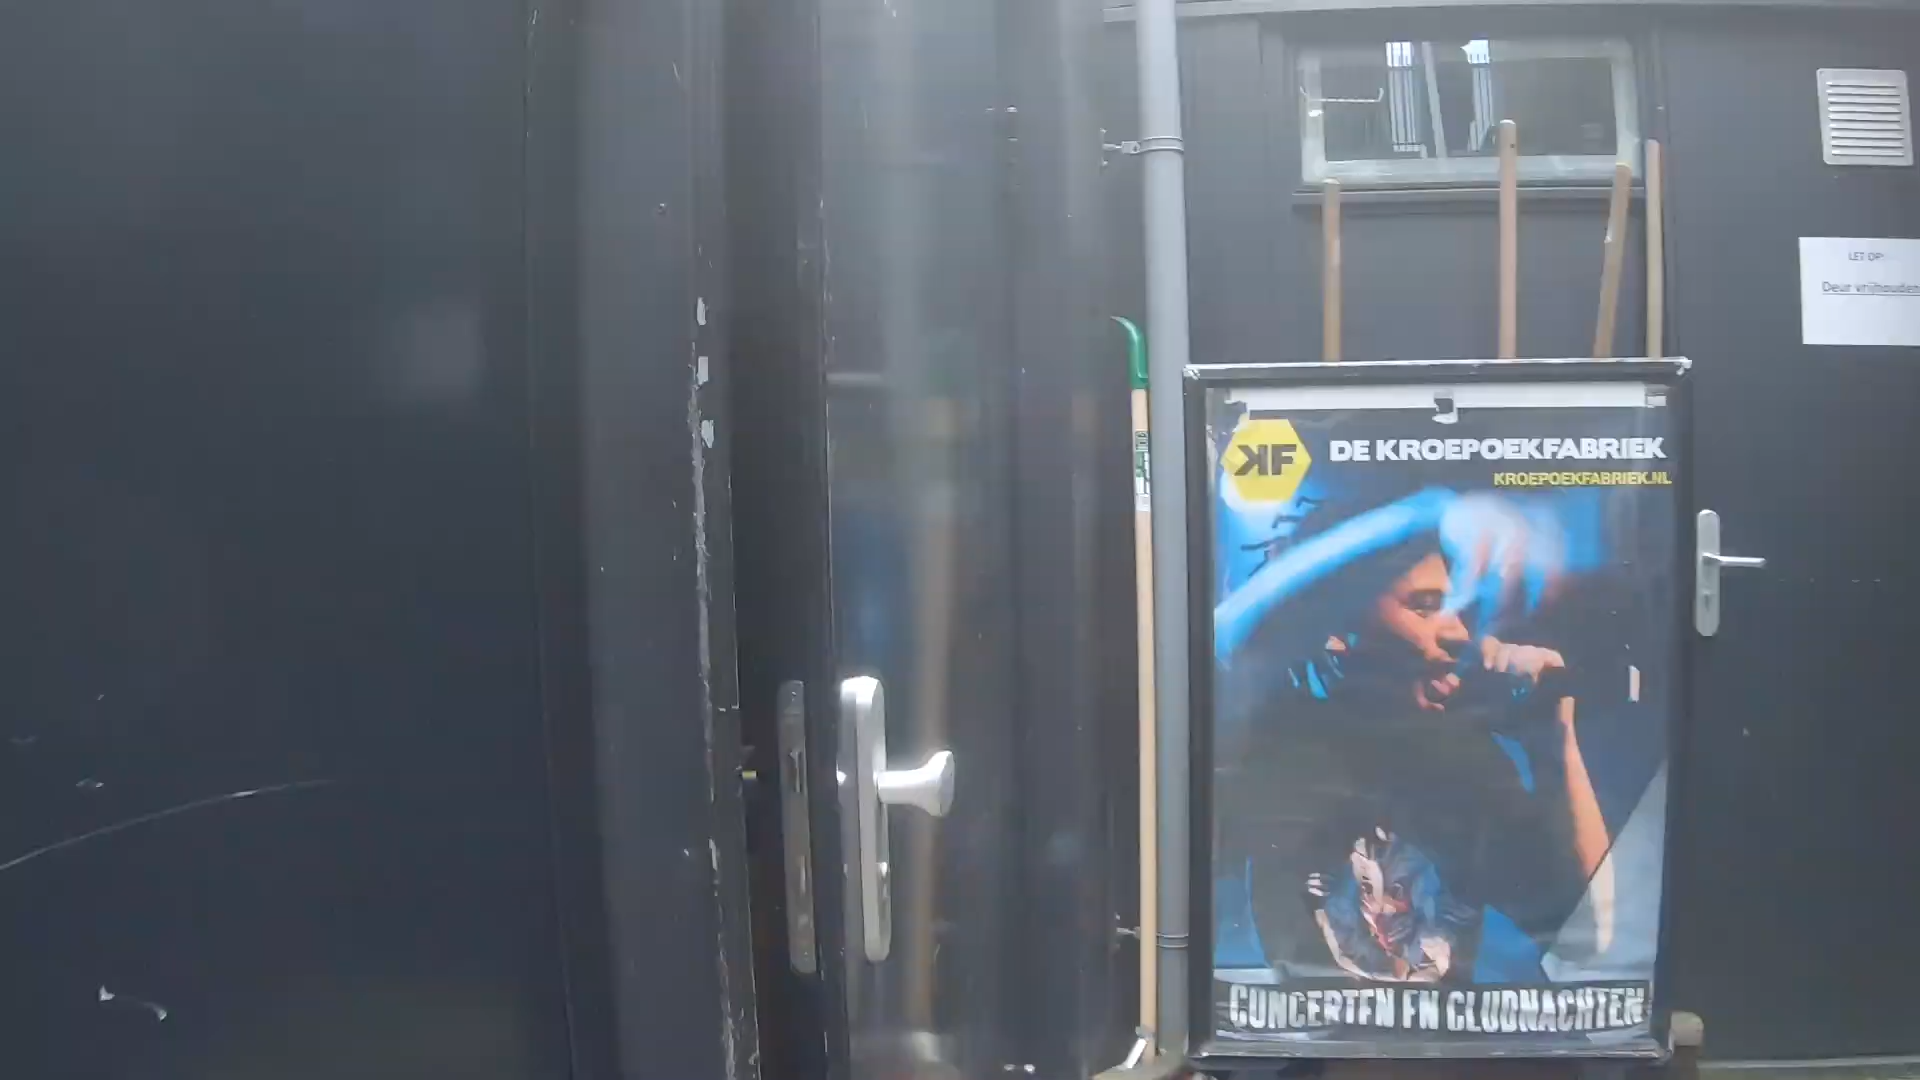 LET OP:
Deur vrijhouden
KF DE KROEPOEKFABRIEK
KROEPOEKFABRIEK.NL
CONCERTEN EN CLUBNACHTEN